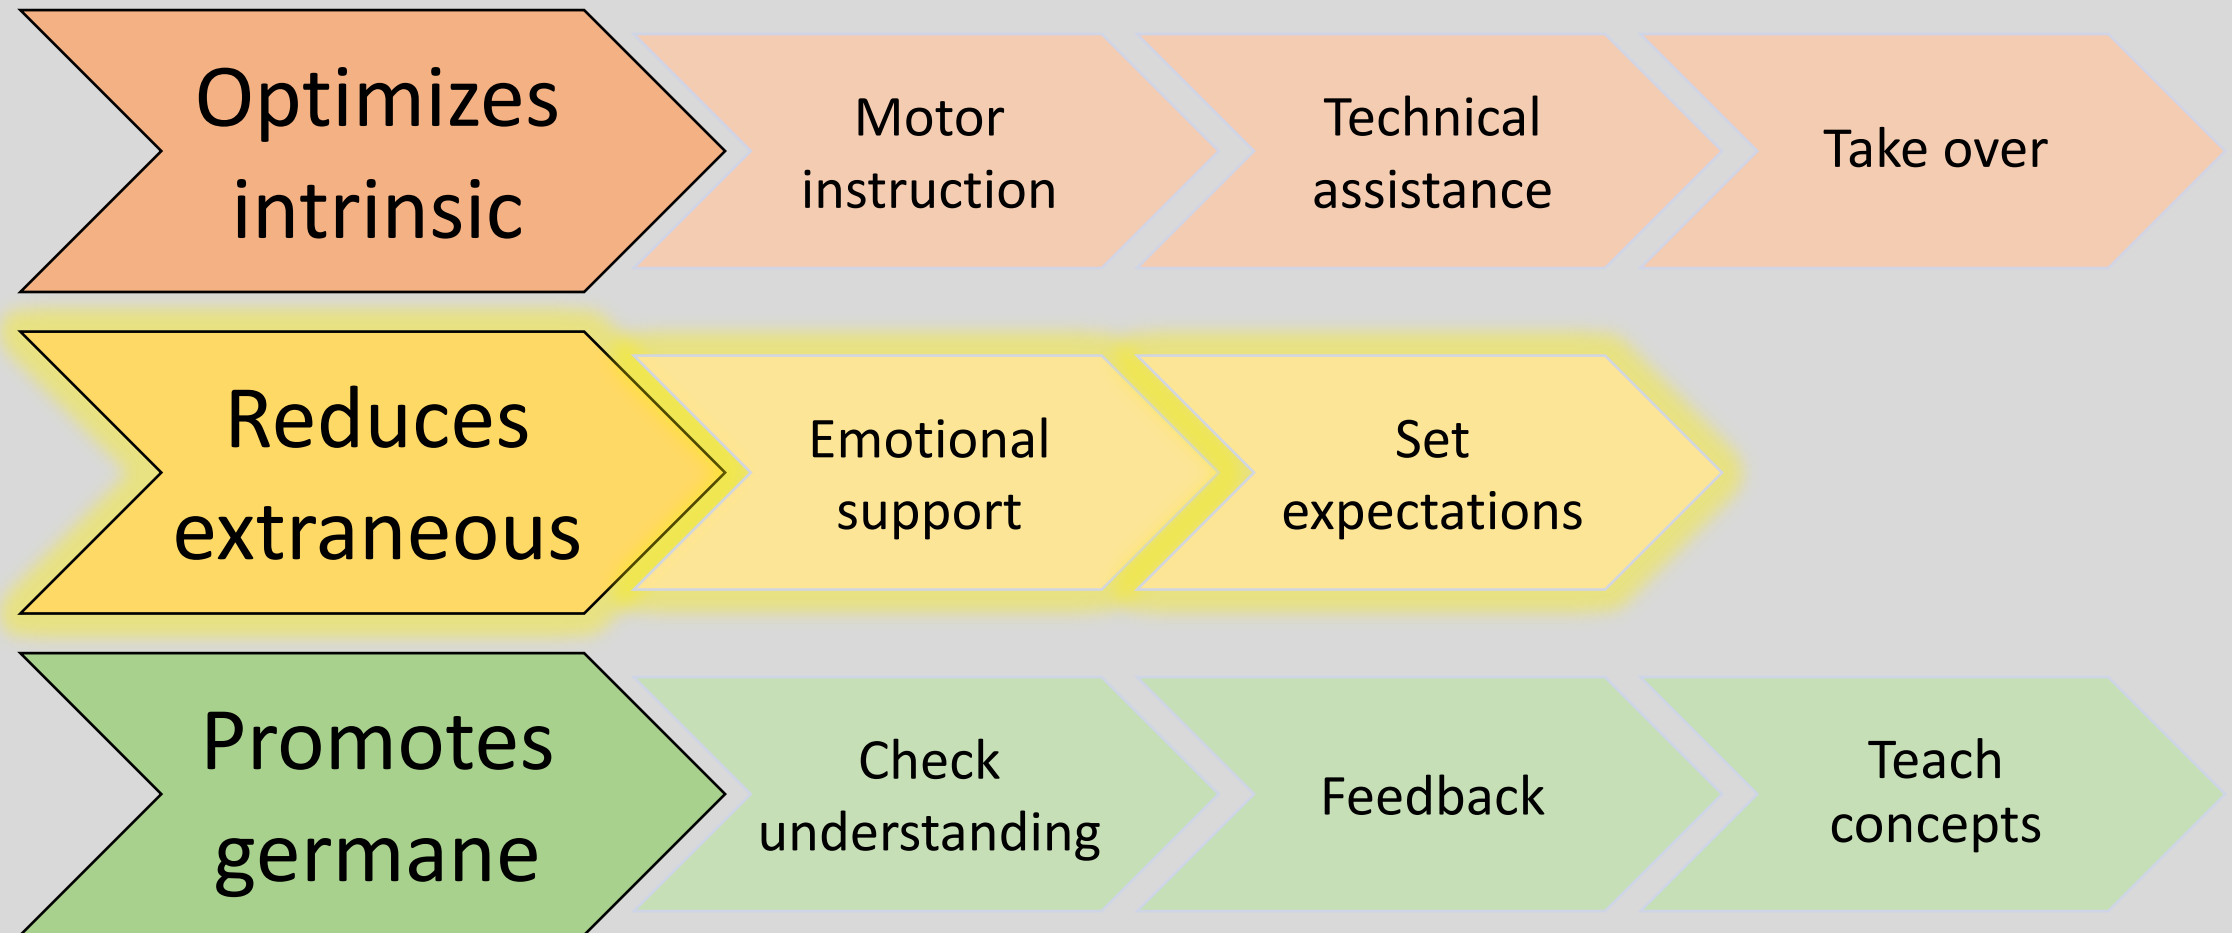 Optimizes
intrinsic
Motor
instruction
Technical
assistance
Take over
Reduces
extraneous
Emotional
support
Set
expectations
Promotes
germane
Check
understanding
Feedback
Teach
concepts